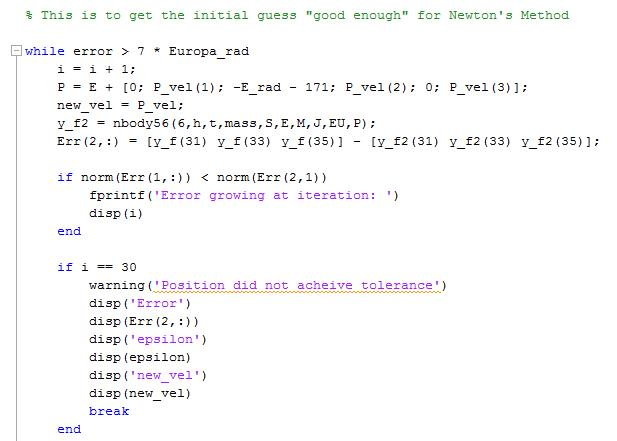 % This is to get the initial guess "good enough" for Newton's Method
while error > 7 * Europa_rad
i = i + 1;
P = E + [0; P_vel(1); -E_rad - 171; P_vel(2); 0; P_vel(3)];
new_vel = P_vel;
y_f2 = nbody56(6,h,t,mass,S,E,M,J,EU,P);
Err(2,:) = [y_f(31) y_f(33) y_f(35)] - [y_f2(31) y_f2(33) y_f2(35)];
if norm(Err(1,:)) < norm(Err(2,1))
fprintf('Error growing at iteration: ')
disp(i)
end
if i == 30
warning('Position did not acheive tolerance')
disp('Error')
disp(Err(2,:))
disp('epsilon')
disp(epsilon)
disp('new_vel')
disp(new_vel)
break
end